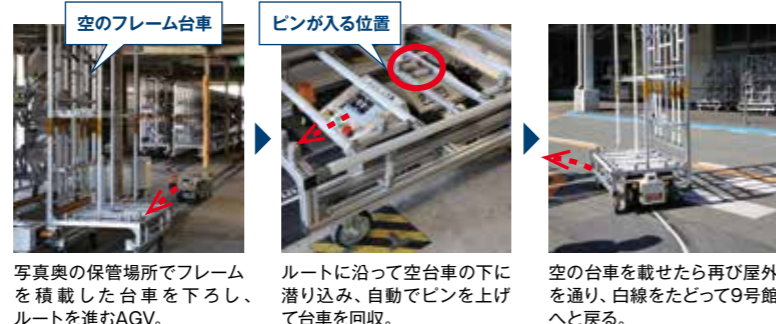 空のフレーム台車
ピンが入る位置
写真奥の保管場所でフレーム
を積載した台車を下ろし、
ルートを進むAGV。
ルートに沿って空台車の下に
潜り込み、自動でピンを上げ
て台車を回収。
空の台車を載せたら再び屋外
を通り、白線をたどって9号館
へと戻る。